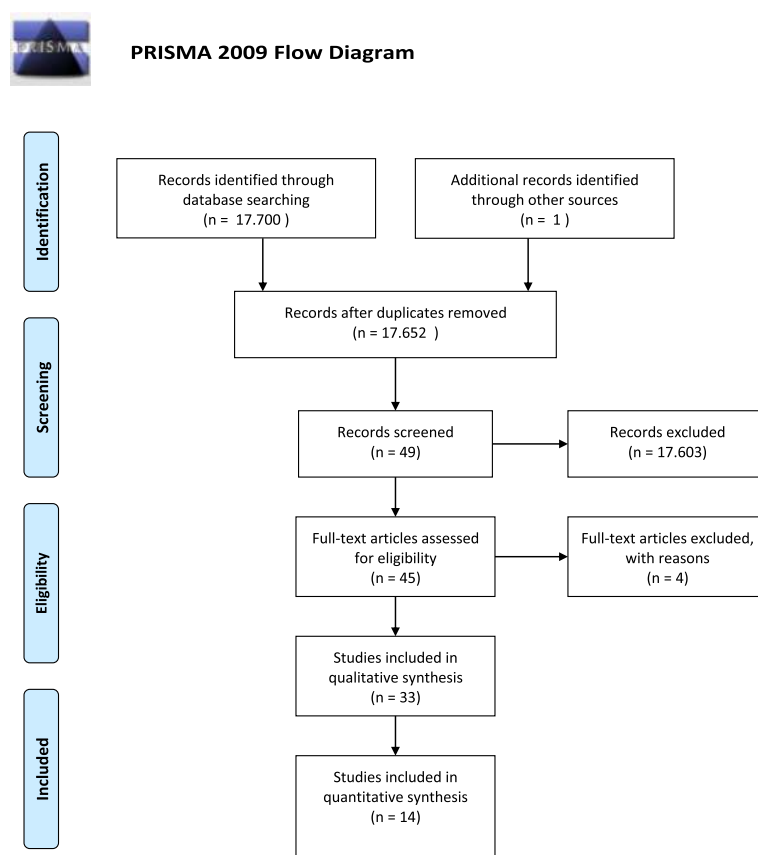 PRISMA
PRISMA 2009 Flow Diagram
Identification
Records identified through
database searching
(n = 17.700 )
Additional records identified
through other sources
(n = 1 )
Records after duplicates removed
(n = 17.652 )
Screening
Records screened
(n = 49)
Records excluded
(n = 17.603)
Eligibility
Full-text articles assessed
for eligibility
(n = 45)
Full-text articles excluded,
with reasons
(n = 4)
Studies included in
qualitative synthesis
(n = 33)
Included
Studies included in
quantitative synthesis
(n = 14)